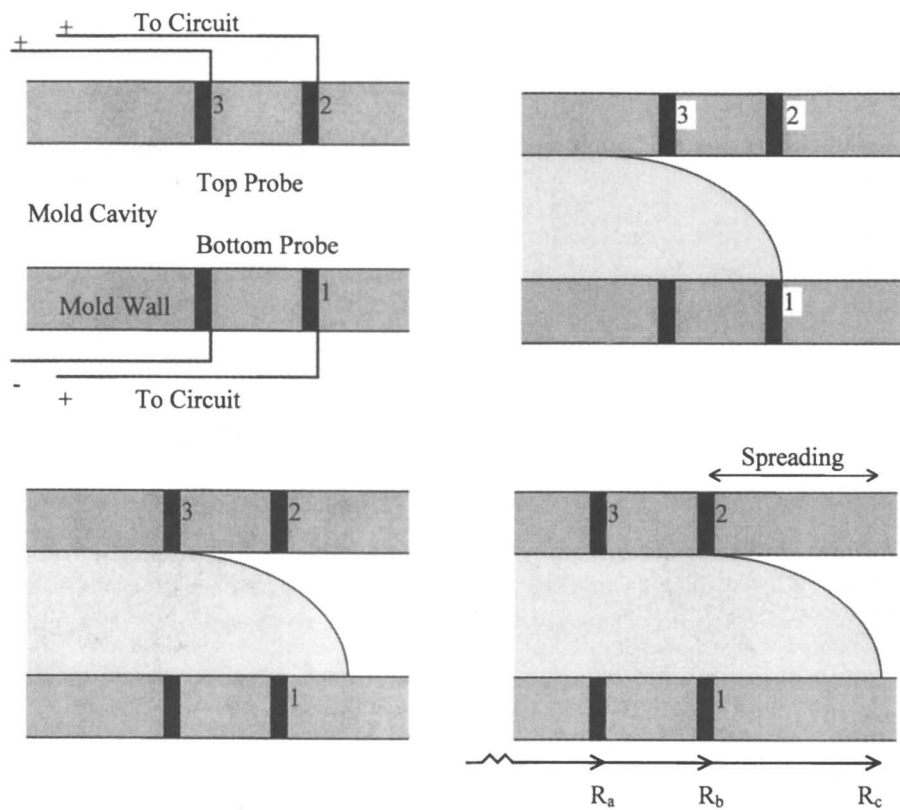 To Circuit
+
+
3
2
Top Probe
Mold Cavity
Bottom Probe
Mold Wall
1
-
+
To Circuit
3
2
1
3
2
1
Spreading
3
2
1
Ra
Rb
Rc